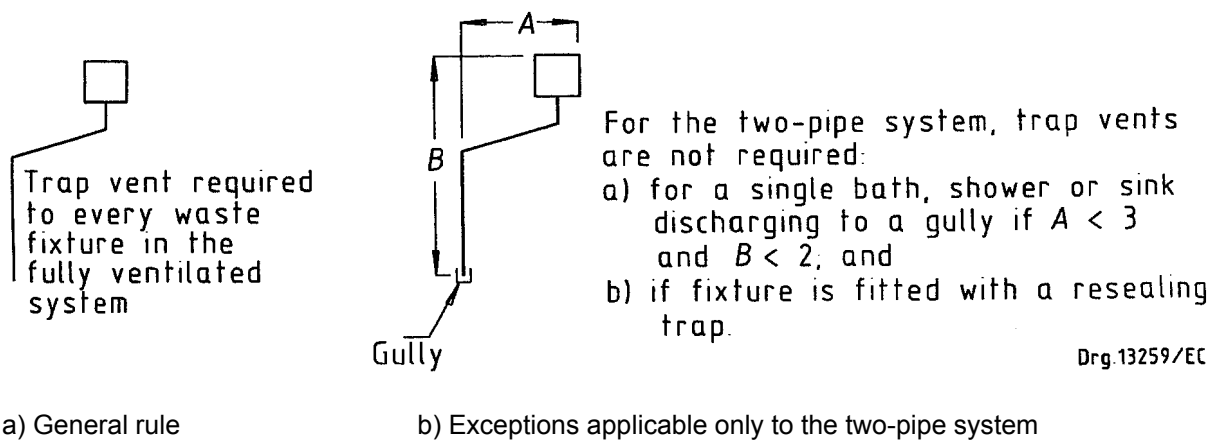 A
B
Trap vent required
to every waste
fixture in the
fully ventilated
system
Gully
For the two-pipe system, trap vents
are not required:
a) for a single bath, shower or sink
discharging to a gully if A < 3
and B < 2; and
b) if fixture is fitted with a resealing
trap.
Drg.13259/EC
a) General rule
b) Exceptions applicable only to the two-pipe system